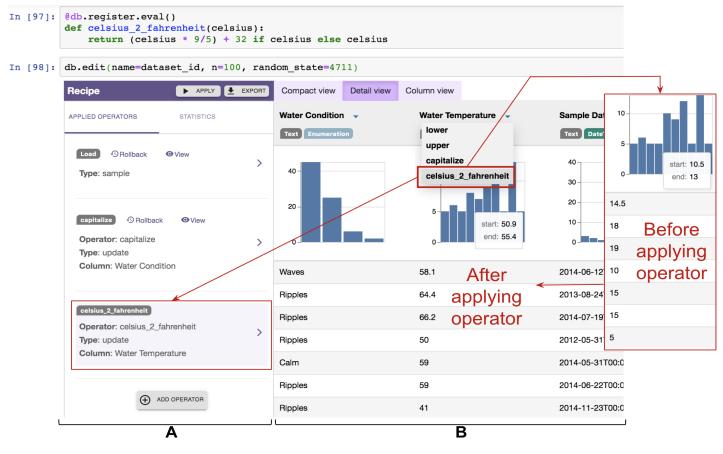 In [97]: @db.register.eval()
def celsius_2_fahrenheit(celsius):
return (celsius * 9/5) + 32 if celsius else celsius
In [98]: db.edit(name=dataset_id, n=100, random_state=4711)
Recipe
APPLY
EXPORT
APPLIED OPERATORS
STATISTICS
Load
Rollback
View
Type: sample
capitalize
Rollback
View
Operator: capitalize
Type: update
Column: Water Condition
celsius_2_fahrenheit
Operator: celsius_2_fahrenheit
Type: update
Column: Water Temperature
ADD OPERATOR
A
Compact view
Detail view
Column view
Water Condition
Water Temperature
Sample Dat
Text
Enumeration
Text
Date
lower
upper
capitalize
celsius_2_fahrenheit
40
20
0
5
0
start: 50.9
end: 55.4
40
30
20
10
0
Waves
58.1
2014-06-12
Ripples
64.4
2013-08-24
Ripples
66.2
2014-07-19
Ripples
50
2012-05-31
Calm
59
2014-05-31T00:0
Ripples
59
2014-06-22T00:0
Ripples
41
2014-11-23T00:0
After
applying
operator
B
10
5
0
start: 10.5
end: 13
14.5
18
19
10
15
15
5
Before
applying
operator